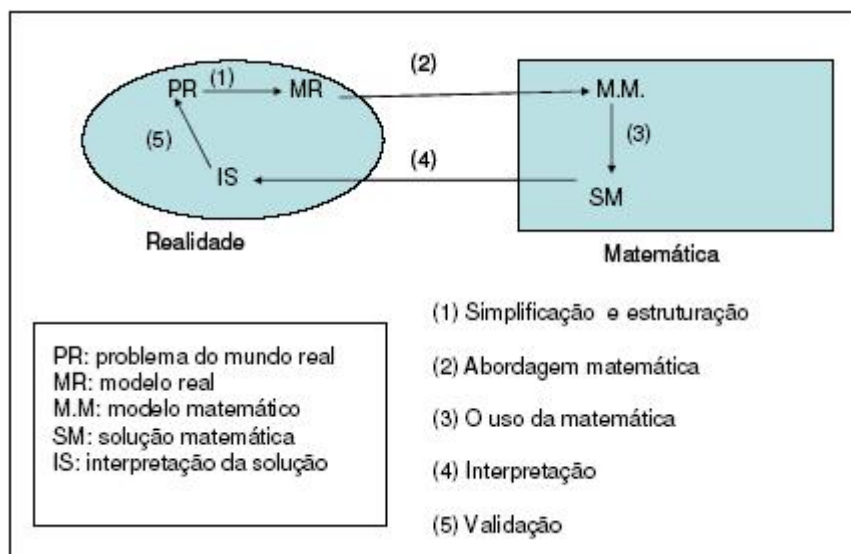 (2)
PR (1) MR
M.M.
(5)
(3)
(4)
IS
SM
Realidade
Matemática
PR: problema do mundo real
MR: modelo real
M.M: modelo matemático
SM: solução matemática
IS: interpretação da solução
(1) Simplificação e estruturação
(2) Abordagem matemática
(3) O uso da matemática
(4) Interpretação
(5) Validação